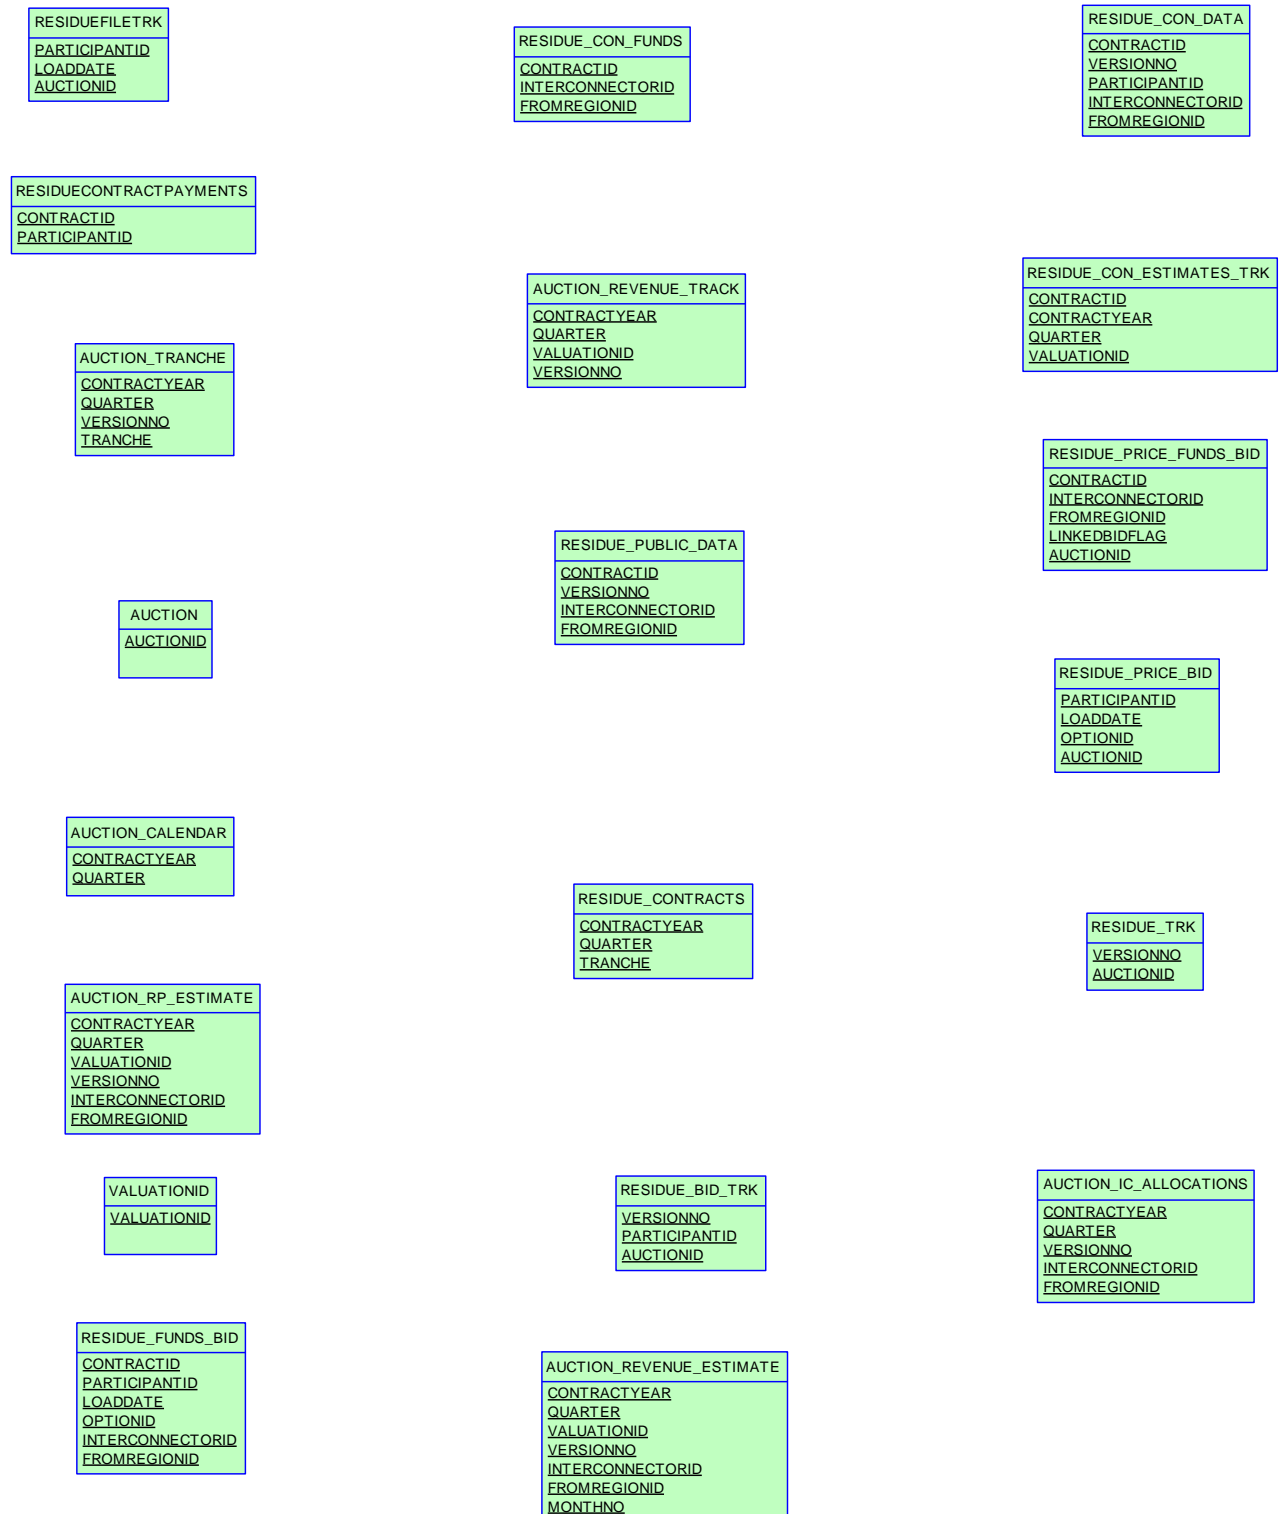 RESIDUEFILETRK
PARTICIPANTID
LOADDATE
AUCTIONID
RESIDUE_CON_FUNDS
CONTRACTID
INTERCONNECTORID
FROMREGIONID
RESIDUE_CON_DATA
CONTRACTID
VERSIONNO
PARTICIPANTID
INTERCONNECTORID
FROMREGIONID
RESIDUECONTRACTPAYMENTS
CONTRACTID
PARTICIPANTID
AUCTION_REVENUE_TRACK
CONTRACTYEAR
QUARTER
VALUATIONID
VERSIONNO
RESIDUE_CON_ESTIMATES_TRK
CONTRACTID
CONTRACTYEAR
QUARTER
VALUATIONID
AUCTION_TRANCHE
CONTRACTYEAR
QUARTER
VERSIONNO
TRANCHE
RESIDUE_PRICE_FUNDS_BID
CONTRACTID
INTERCONNECTORID
FROMREGIONID
LINKEDBIDFLAG
AUCTIONID
RESIDUE_PUBLIC_DATA
CONTRACTID
VERSIONNO
INTERCONNECTORID
FROMREGIONID
AUCTION
AUCTIONID
RESIDUE_PRICE_BID
PARTICIPANTID
LOADDATE
OPTIONID
AUCTIONID
AUCTION_CALENDAR
CONTRACTYEAR
QUARTER
RESIDUE_CONTRACTS
CONTRACTYEAR
QUARTER
TRANCHE
RESIDUE_TRK
VERSIONNO
AUCTIONID
AUCTION_RP_ESTIMATE
CONTRACTYEAR
QUARTER
VALUATIONID
VERSIONNO
INTERCONNECTORID
FROMREGIONID
VALUATIONID
VALUATIONID
RESIDUE_BID_TRK
VERSIONNO
PARTICIPANTID
AUCTIONID
AUCTION_IC_ALLOCATIONS
CONTRACTYEAR
QUARTER
VERSIONNO
INTERCONNECTORID
FROMREGIONID
RESIDUE_FUNDS_BID
CONTRACTID
PARTICIPANTID
LOADDATE
OPTIONID
INTERCONNECTORID
FROMREGIONID
AUCTION_REVENUE_ESTIMATE
CONTRACTYEAR
QUARTER
VALUATIONID
VERSIONNO
INTERCONNECTORID
FROMREGIONID
MONTHNO